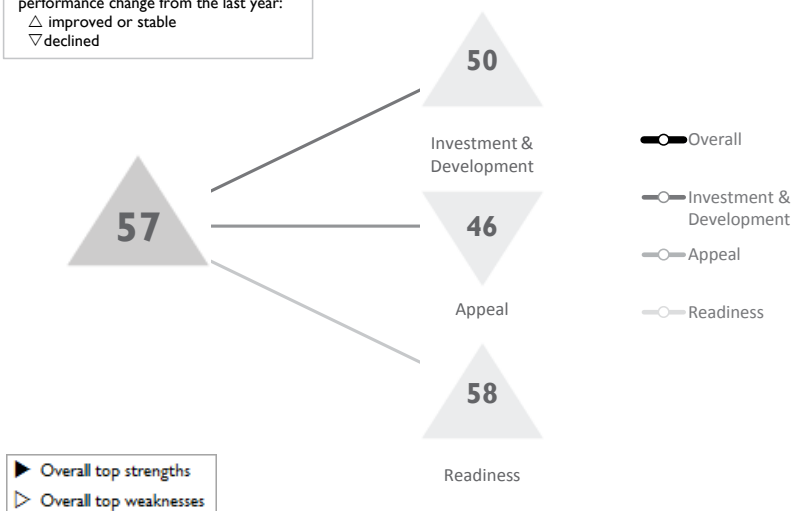 performance change from the last year:
△ improved or stable
▽ declined
50
Investment &
Development
57
46
Appeal
58
Readiness
Overall
Investment &
Development
Appeal
Readiness
▶ Overall top strengths
▷ Overall top weaknesses